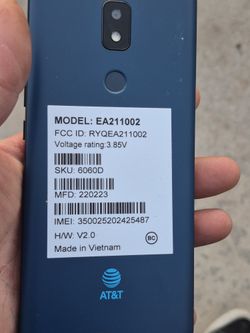 MODEL: EA211002
FCC ID: RYQEA211002
Voltage rating:3.85V
SKU: 6060D
MFD: 220223
IMEI: 350025202425487
H/W: V2.0
BC
Made in Vietnam
AT&T